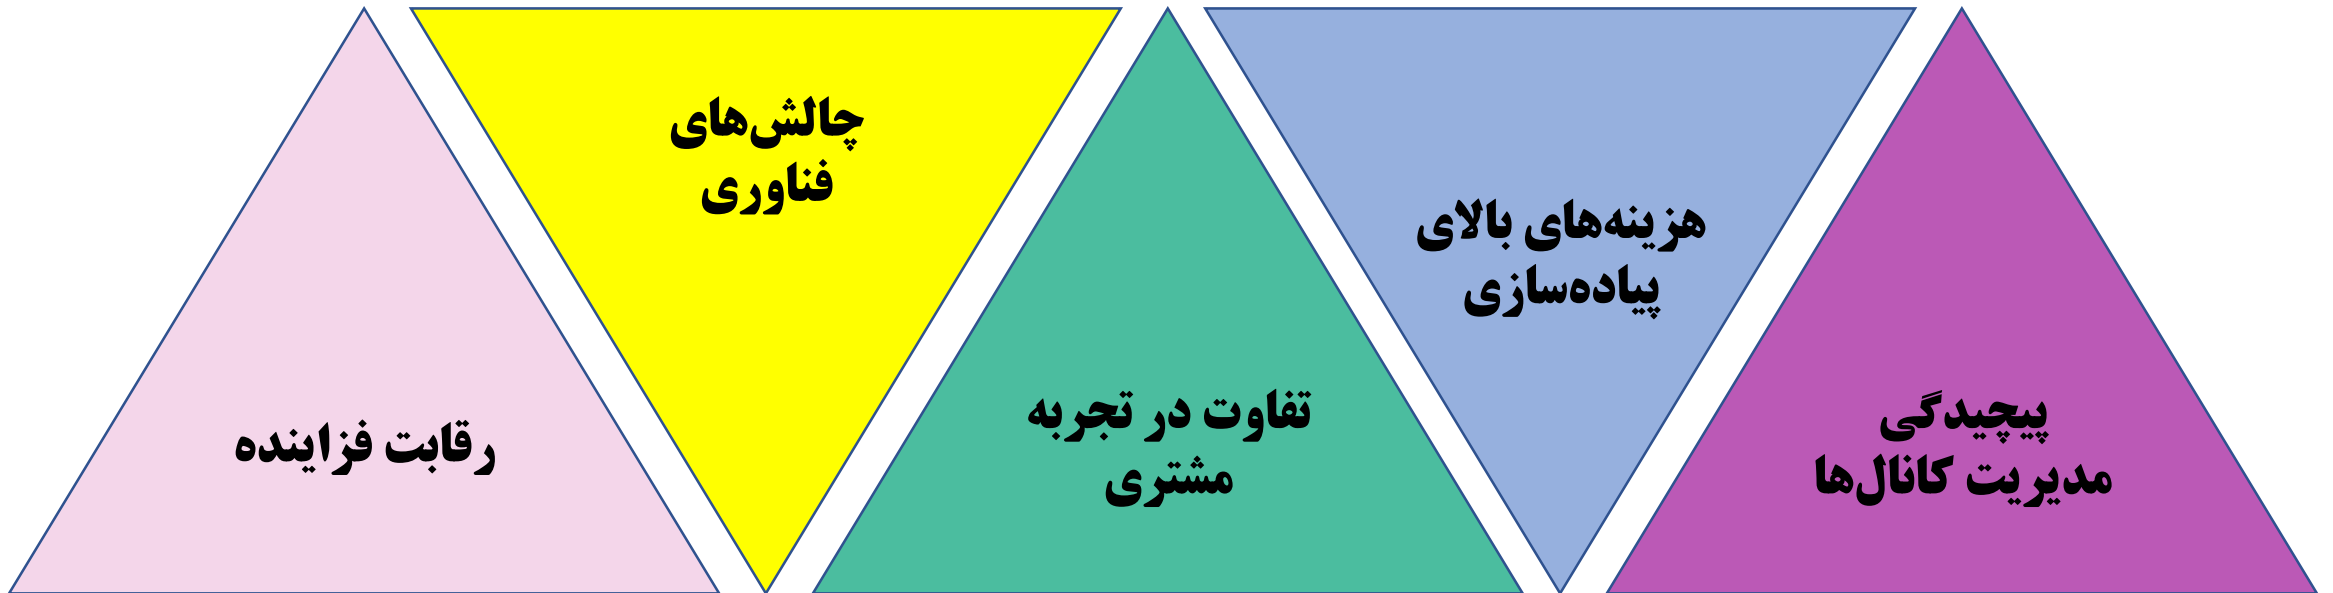 پیچیدگی
مدیریت کانال‌ها
هزینه‌های بالای
پیاده‌سازی
تفاوت در تجربه
مشتری
چالش‌های
فناوری
رقابت فزاینده